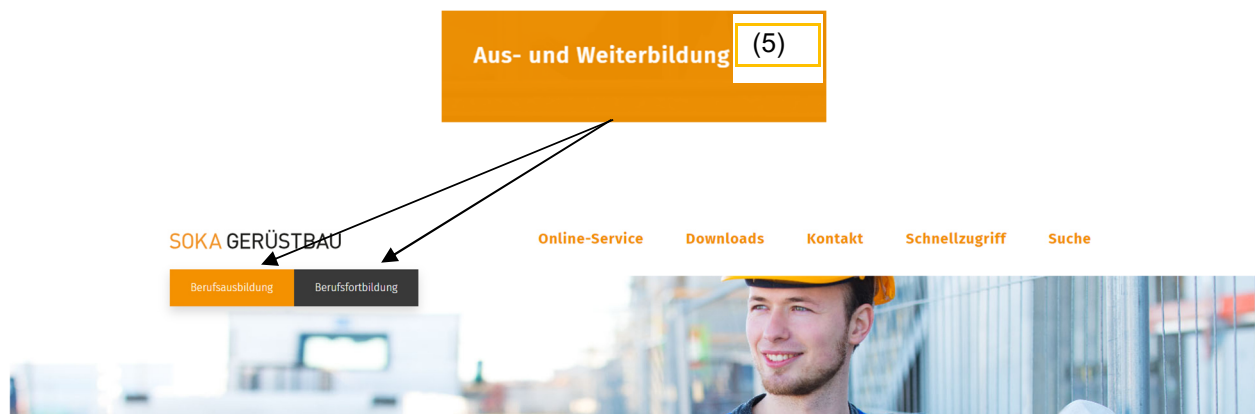 Aus- und Weiterbildung (5)
SOKA GERÜSTBAU
Online-Service Downloads Kontakt Schnellzugriff Suche
Berufsausbildung Berufsfortbildung